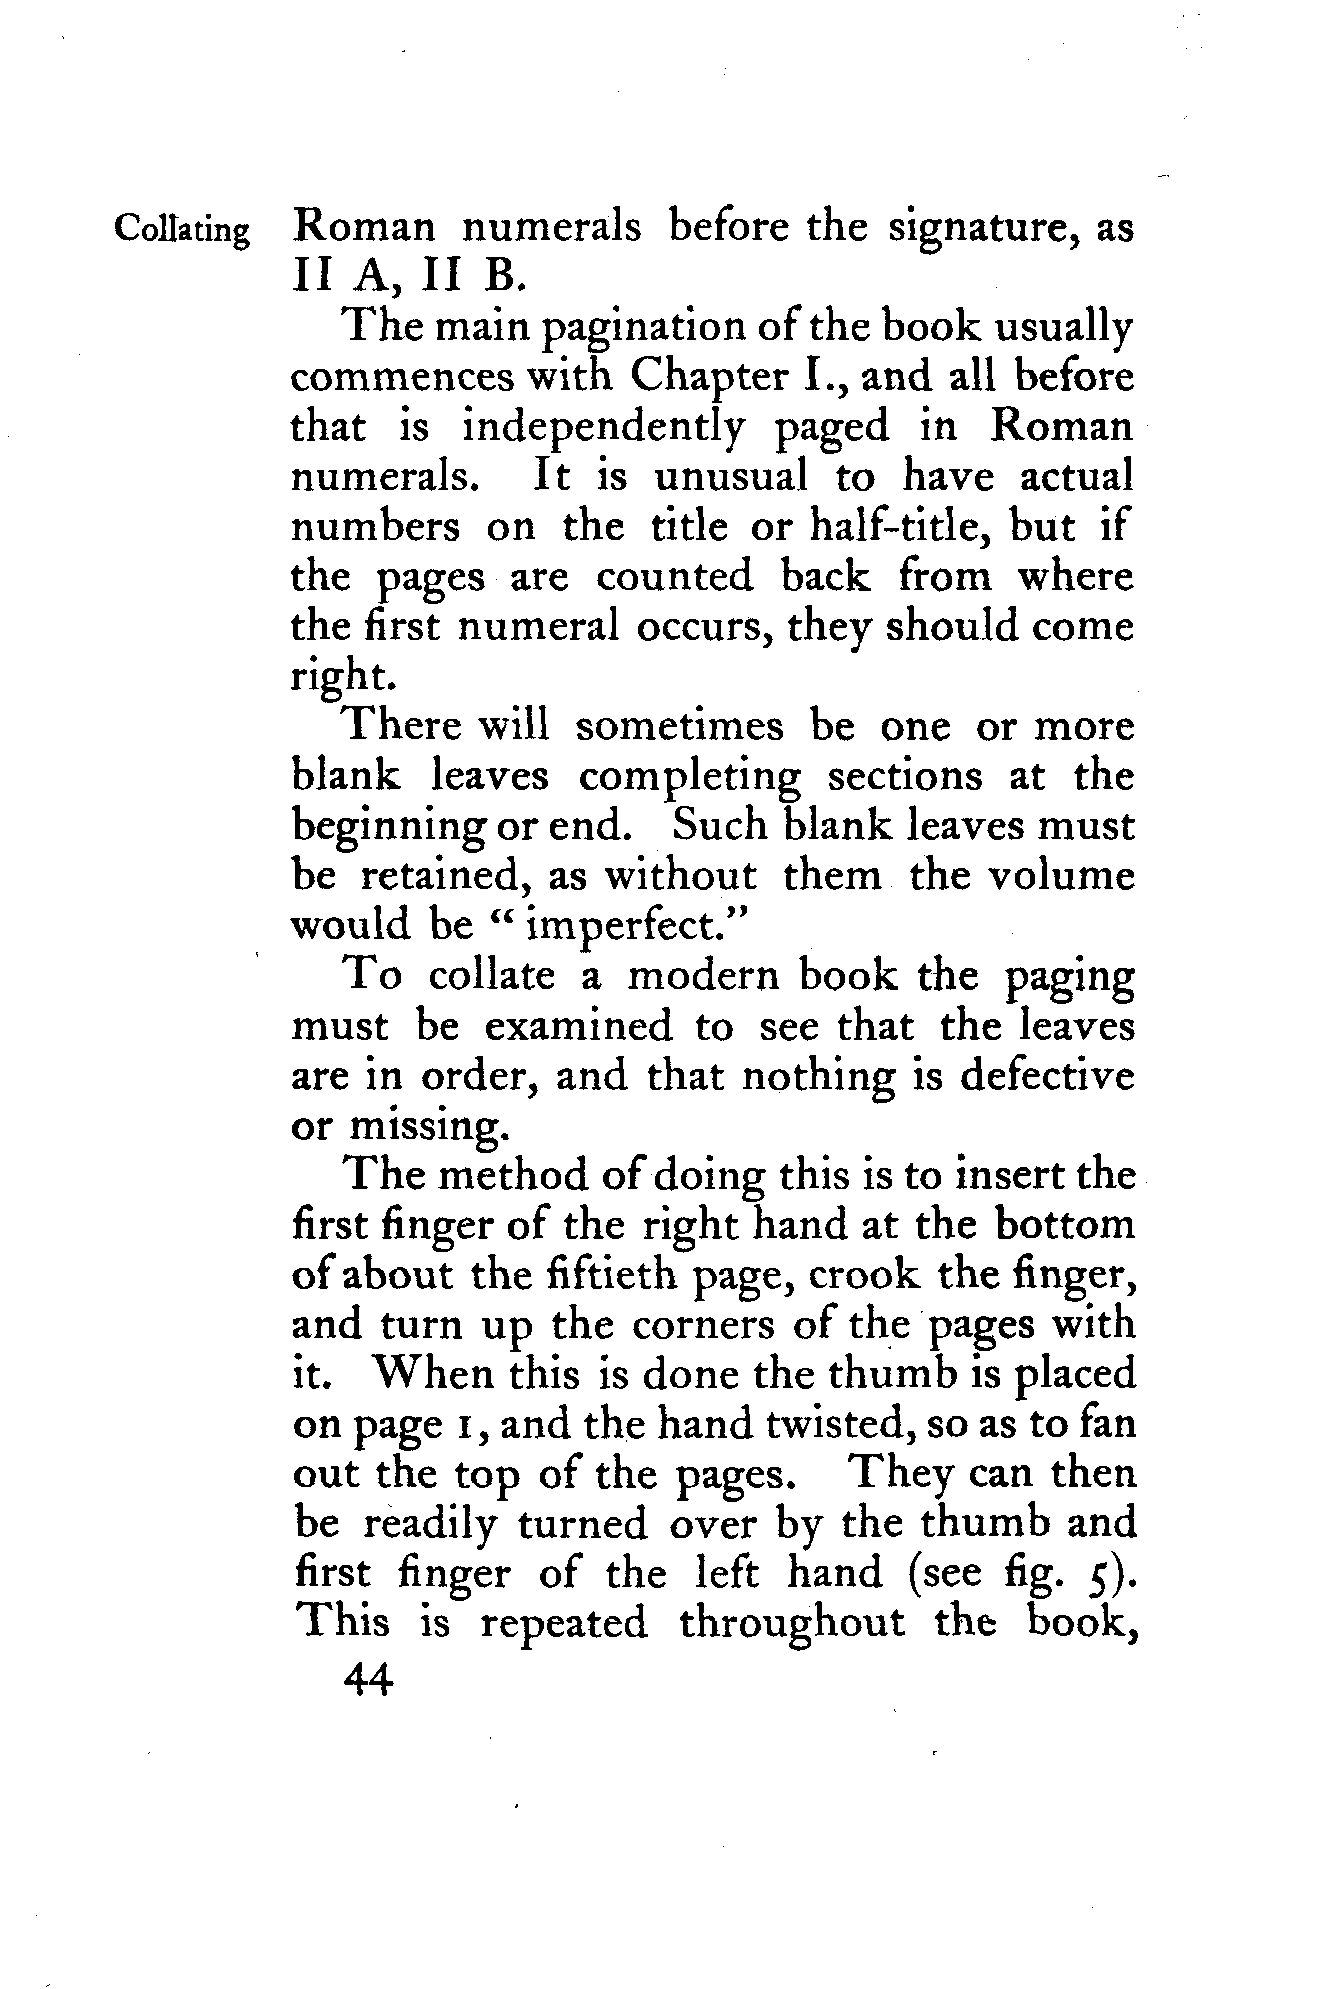 Collating Roman numerals before the signature, as
II A, II B.
The main pagination of the book usually
commences with Chapter I., and all before
that is independently paged in Roman
numerals. It is unusual to have actual
numbers on the title or half-title, but if
the pages are counted back from where
the first numeral occurs, they should come
right.
There will sometimes be one or more
blank leaves completing sections at the
beginning or end. Such blank leaves must
be retained, as without them the volume
would be “ imperfect.”
To collate a modern book the paging
must be examined to see that the leaves
are in order, and that nothing is defective
or missing.
The method of doing this is to insert the
first finger of the right hand at the bottom
of about the fiftieth page, crook the finger,
and turn up the corners of the pages with
it. When this is done the thumb is placed
on page 1, and the hand twisted, so as to fan
out the top of the pages. They can then
be readily turned over by the thumb and
first finger of the left hand (see fig. 5).
This is repeated throughout the book,
44